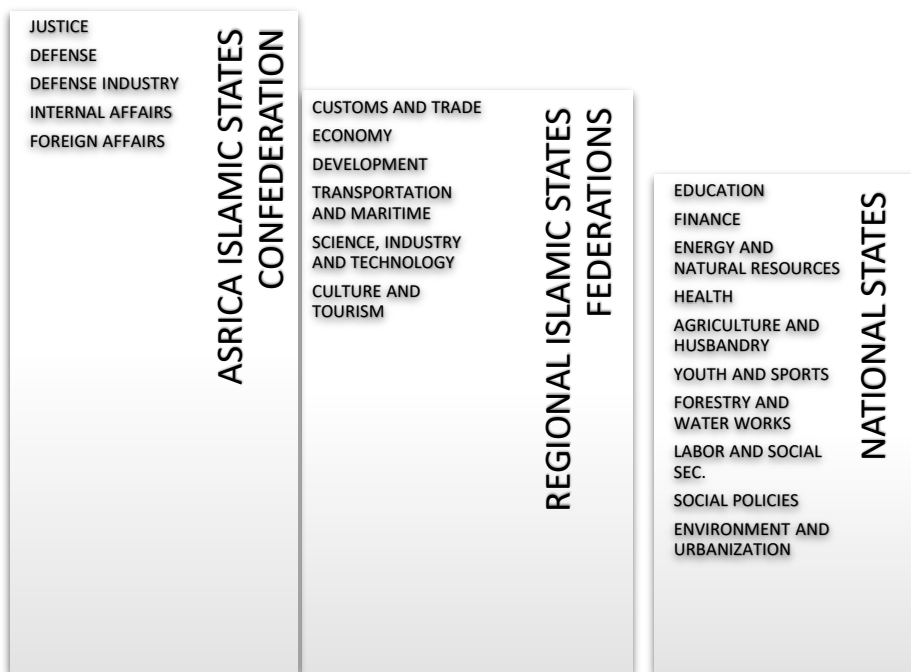 JUSTICE
DEFENSE
DEFENSE INDUSTRY
INTERNAL AFFAIRS
FOREIGN AFFAIRS
ASRICA ISLAMIC STATES
CONFEDERATION
CUSTOMS AND TRADE
ECONOMY
DEVELOPMENT
TRANSPORTATION
AND MARITIME
SCIENCE, INDUSTRY
AND TECHNOLOGY
CULTURE AND
TOURISM
REGIONAL ISLAMIC STATES
FEDERATIONS
EDUCATION
FINANCE
ENERGY AND
NATURAL RESOURCES
HEALTH
AGRICULTURE AND
HUSBANDRY
YOUTH AND SPORTS
FORESTRY AND
WATER WORKS
LABOR AND SOCIAL
SEC.
SOCIAL POLICIES
ENVIRONMENT AND
URBANIZATION
NATIONAL STATES